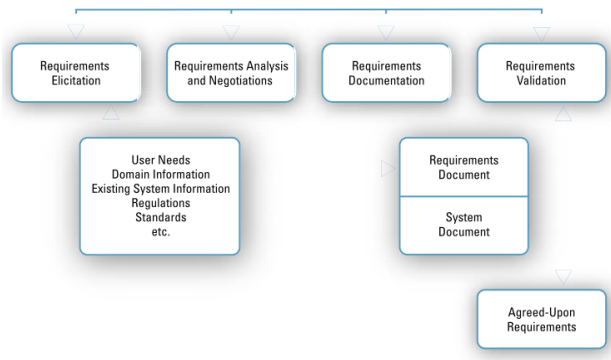 Requirements
Elicitation
Requirements Analysis
and Negotiations
Requirements
Documentation
Requirements
Validation
User Needs
Domain Information
Existing System Information
Regulations
Standards
etc.
Requirements
Document
System
Document
Agreed-Upon
Requirements